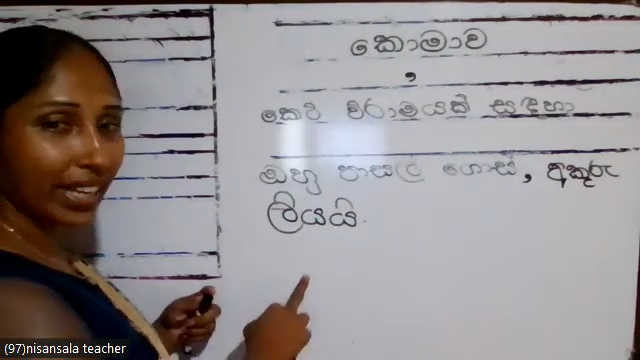 කොමාව
,
කෙටි විරාමයක් සඳහා
ඔහු පාසල් ගොස්, අකුරු
ලියයි.
(97)nisansala teacher